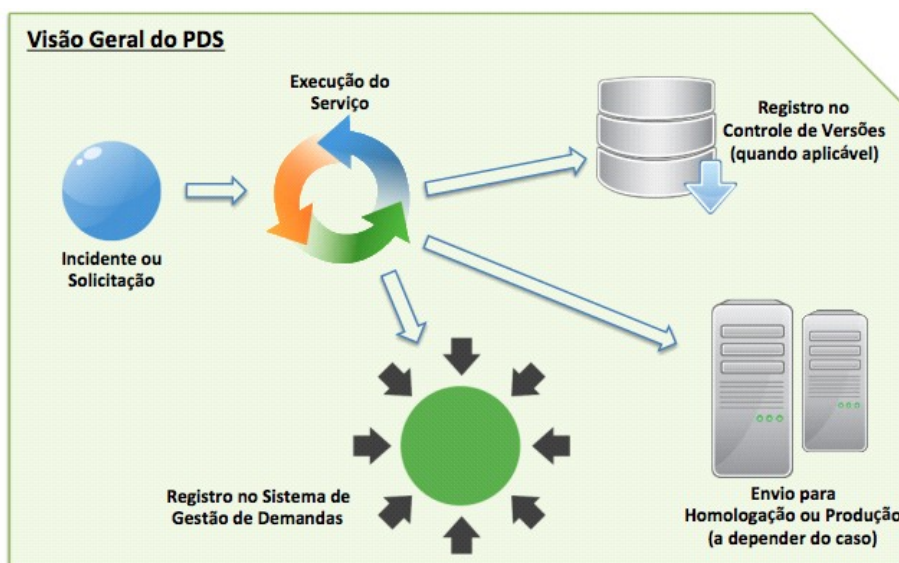 Visão Geral do PDS
Execução do
Serviço
Incidente ou
Solicitação
Registro no
Controle de Versões
(quando aplicável)
Registro no Sistema de
Gestão de Demandas
Envio para
Homologação ou Produção
(a depender do caso)